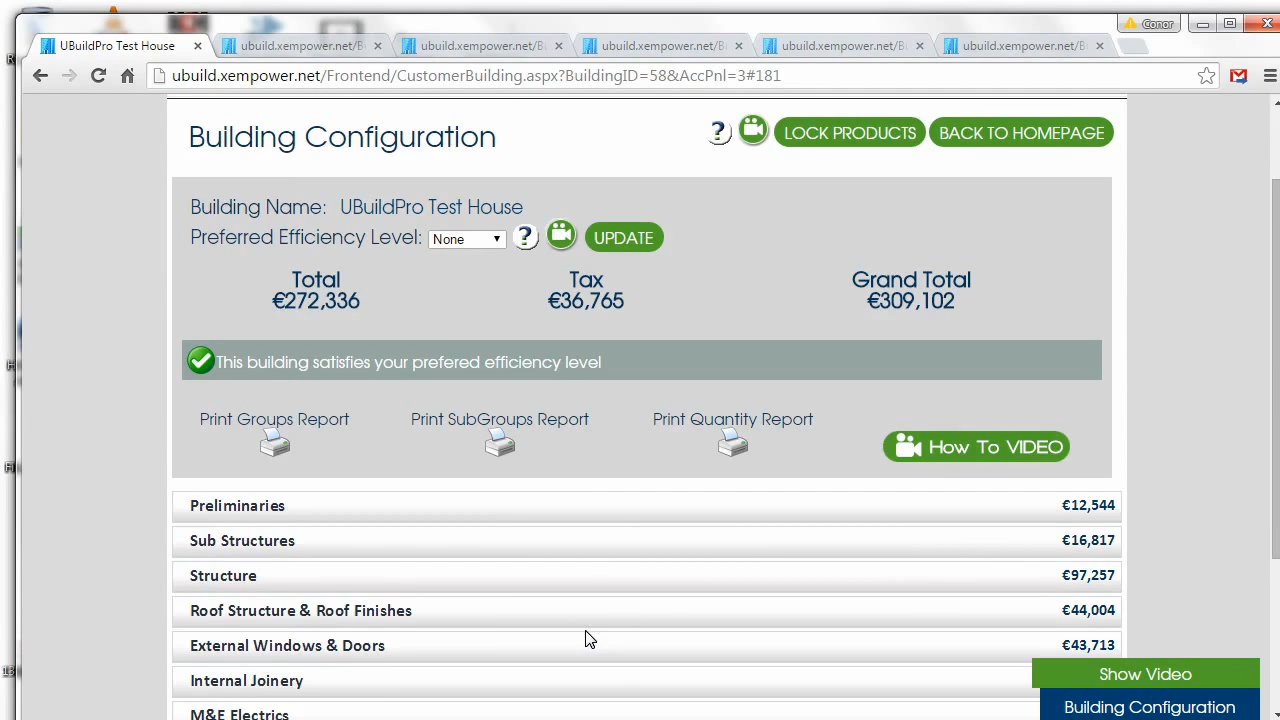 Conor
UBuildPro Test House
ubuild.xempower.net/B
ubuild.xempower.net/B
ubuild.xempower.net/B
ubuild.xempower.net/B
ubuild.xempower.net/B
ubuild.xempower.net/Frontend/CustomerBuilding.aspx?BuildingID=58&AccPnl=3#181
Building Configuration
? LOCK PRODUCTS BACK TO HOMEPAGE
Building Name: UBuildPro Test House
Preferred Efficiency Level: None ? UPDATE
Total Tax Grand Total
€272,336 €36,765 €309,102
This building satisfies your prefered efficiency level
Print Groups Report Print SubGroups Report Print Quantity Report
How To VIDEO
Preliminaries €12,544
Sub Structures €16,817
Structure €97,257
Roof Structure & Roof Finishes €44,004
External Windows & Doors €43,713
Internal Joinery
Show Video
M&E Electrics
Building Configuration